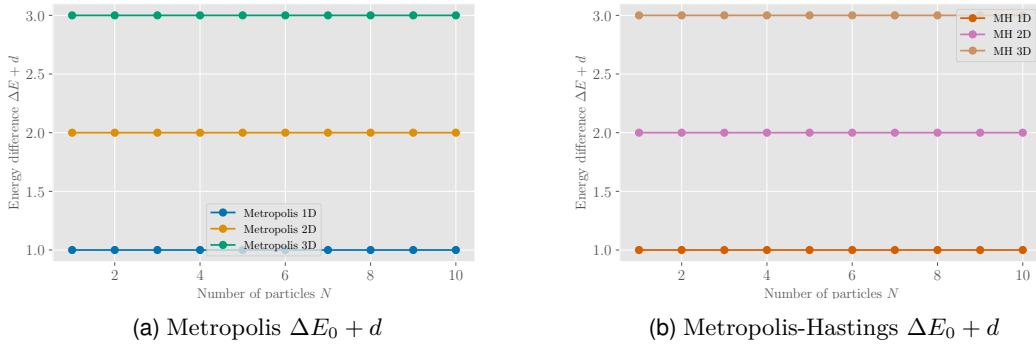 3.0
2.5
2.0
1.5
1.0
Energy difference ΔE + d
Metropolis 1D
Metropolis 2D
Metropolis 3D
2 4 6 8 10
Number of particles N
(a) Metropolis ΔE₀ + d
3.0
2.5
2.0
1.5
1.0
Energy difference ΔE + d
MH 1D
MH 2D
MH 3D
2 4 6 8 10
Number of particles N
(b) Metropolis-Hastings ΔE₀ + d